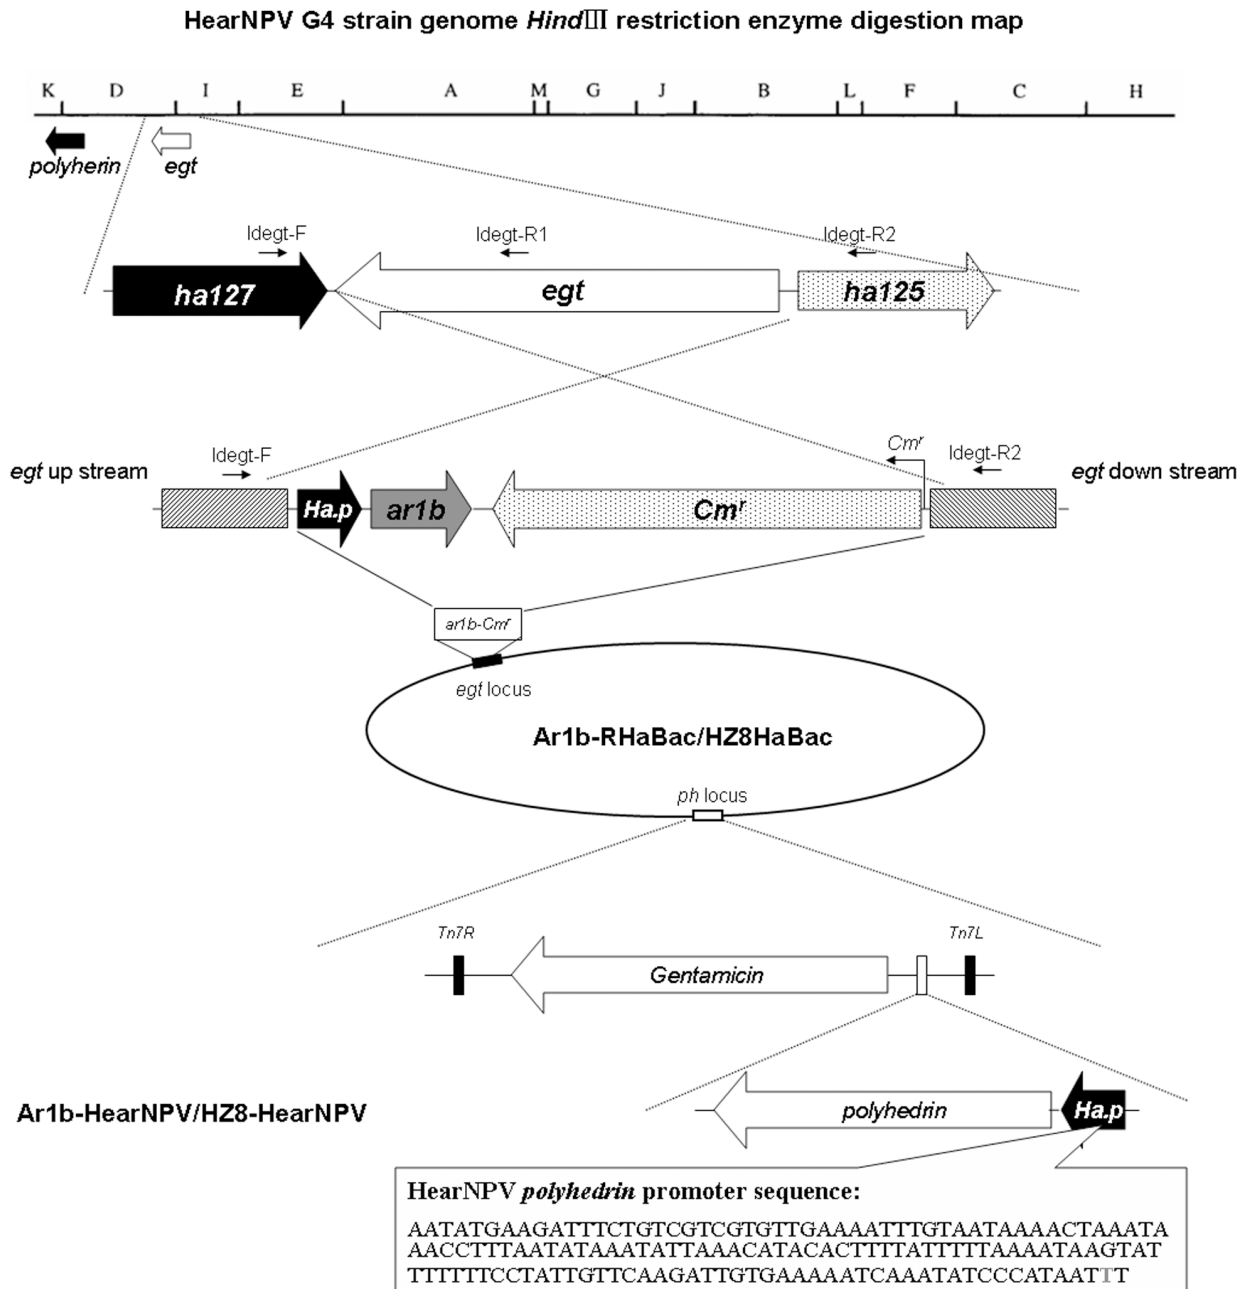 HearNPV G4 strain genome HindⅢ restriction enzyme digestion map
K D I E A M G J B L F C H
polyherin
egt
Idegt-F Idegt-R1 Idegt-R2
ha127 egt ha125
egt up stream Idegt-F Cmʳ Idegt-R2 egt down stream
Ha.p ar1b Cmʳ
ar1b-Cmʳ
egt locus
Ar1b-RHaBac/HZ8HaBac
ph locus
Tn7R Tn7L
Gentamicin
Ar1b-HearNPV/HZ8-HearNPV polyhedrin Ha.p
HearNPV polyhedrin promoter sequence:
AATATGAAGATTTCTGTCGTCGTGTTGAAAATTTGTAATAAAACTAAATA
AACCTTTAATATAAATATTAAACATACACTTTTATTTTTAAAATAAGTAT
TTTTTTCCTATTGTTCAAGATTGTGAAAAATCAAATATCCCATAATTT